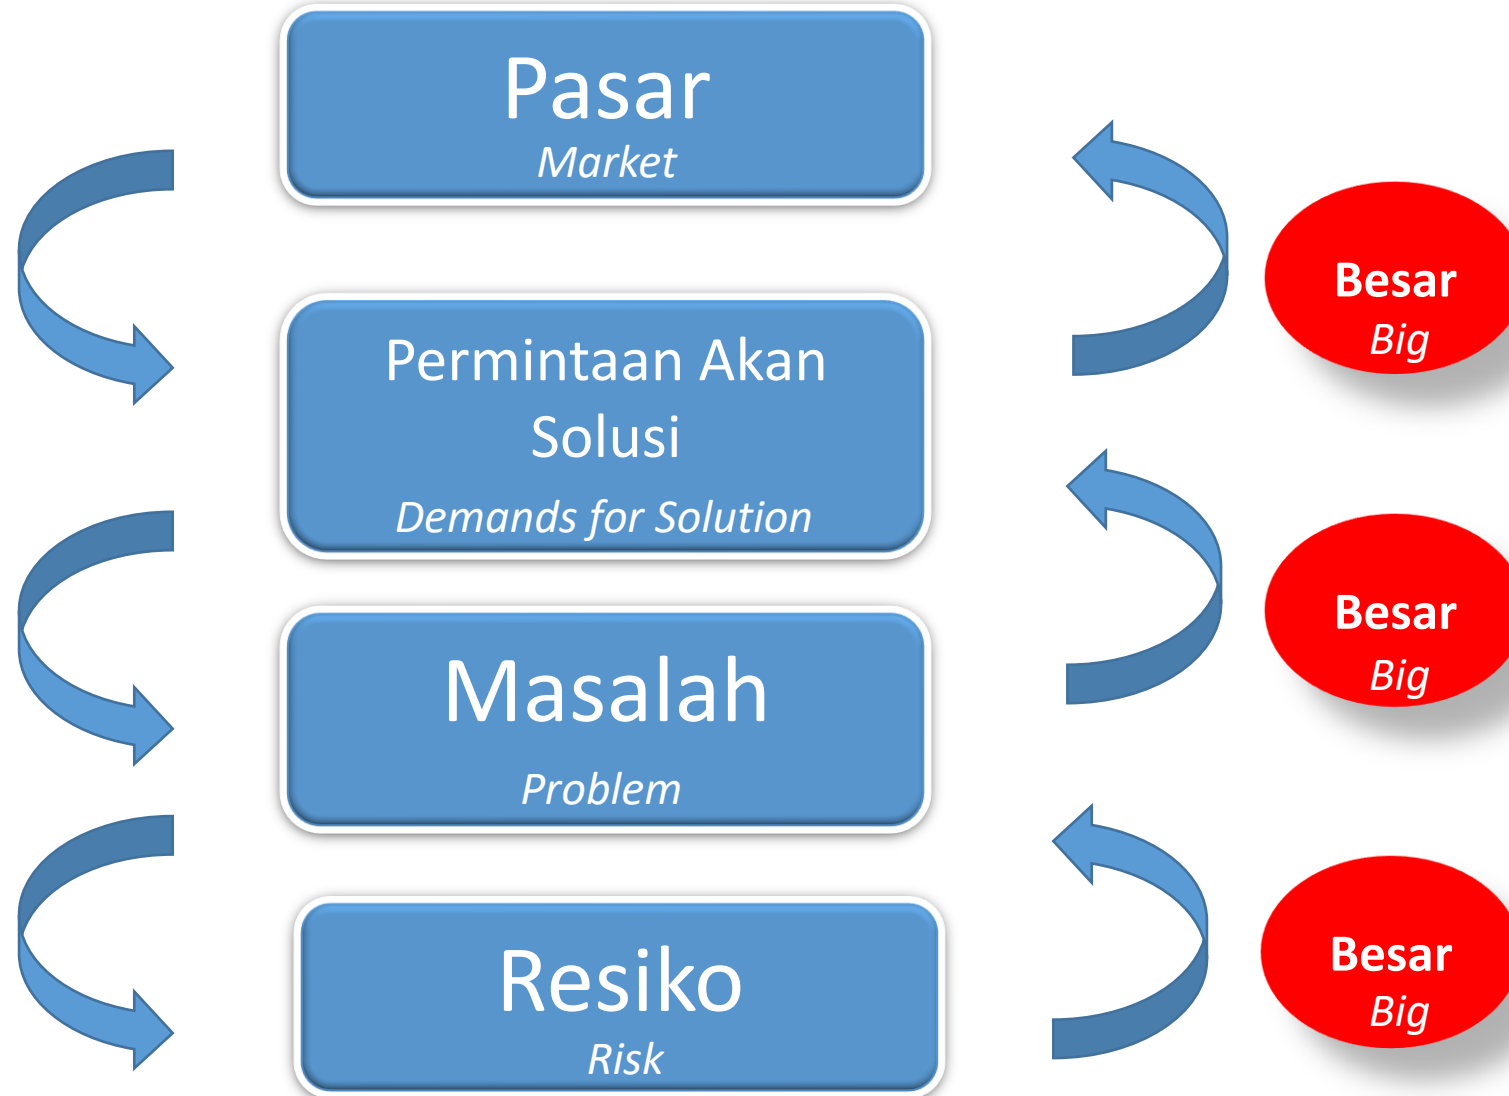 Pasar
Market
Besar
Big
Permintaan Akan
Solusi
Demands for Solution
Besar
Big
Masalah
Problem
Besar
Big
Resiko
Risk